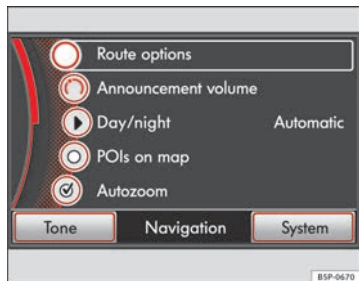 Route options
Announcement volume
Day/night Automatic
POIs on map
Autozoom
Tone Navigation System
B5P-0670